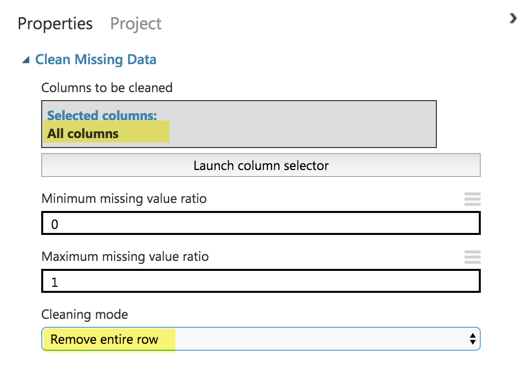 Properties Project
Clean Missing Data
Columns to be cleaned
Selected columns:
All columns
Launch column selector
Minimum missing value ratio
0
Maximum missing value ratio
1
Cleaning mode
Remove entire row